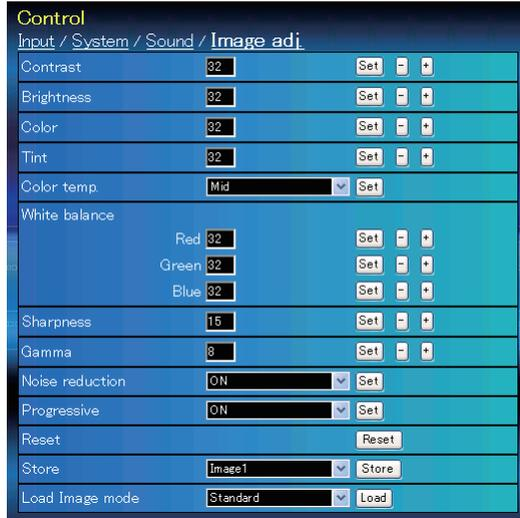 Control
Input / System / Sound / Image adj.
Contrast 32 Set - +
Brightness 32 Set - +
Color 32 Set - +
Tint 32 Set - +
Color temp. Mid Set
White balance
Red 32 Set - +
Green 32 Set - +
Blue 32 Set - +
Sharpness 15 Set - +
Gamma 8 Set - +
Noise reduction ON Set
Progressive ON Set
Reset Reset
Store Image1 Store
Load Image mode Standard Load